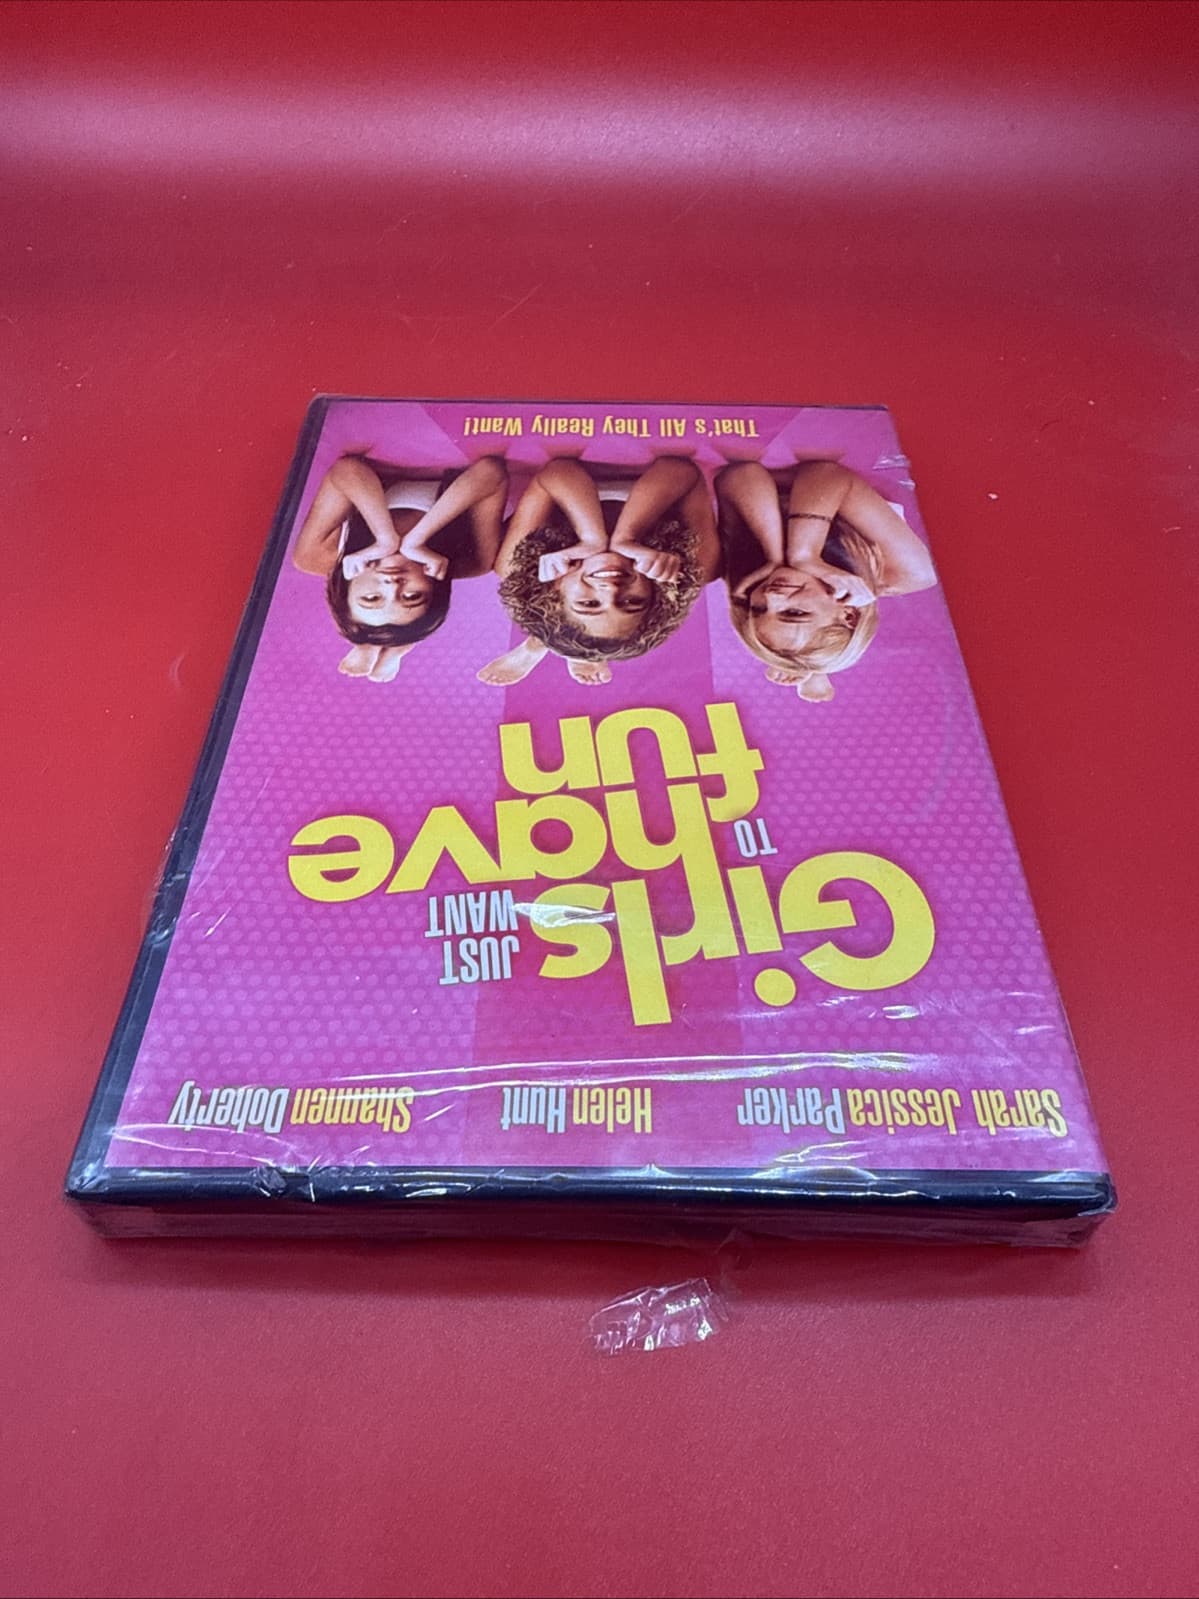 Sarah Jessica Parker Helen Hunt Shannen Doherty
Girls JUST
WANT
TO have
fun
That's All They Really Want!